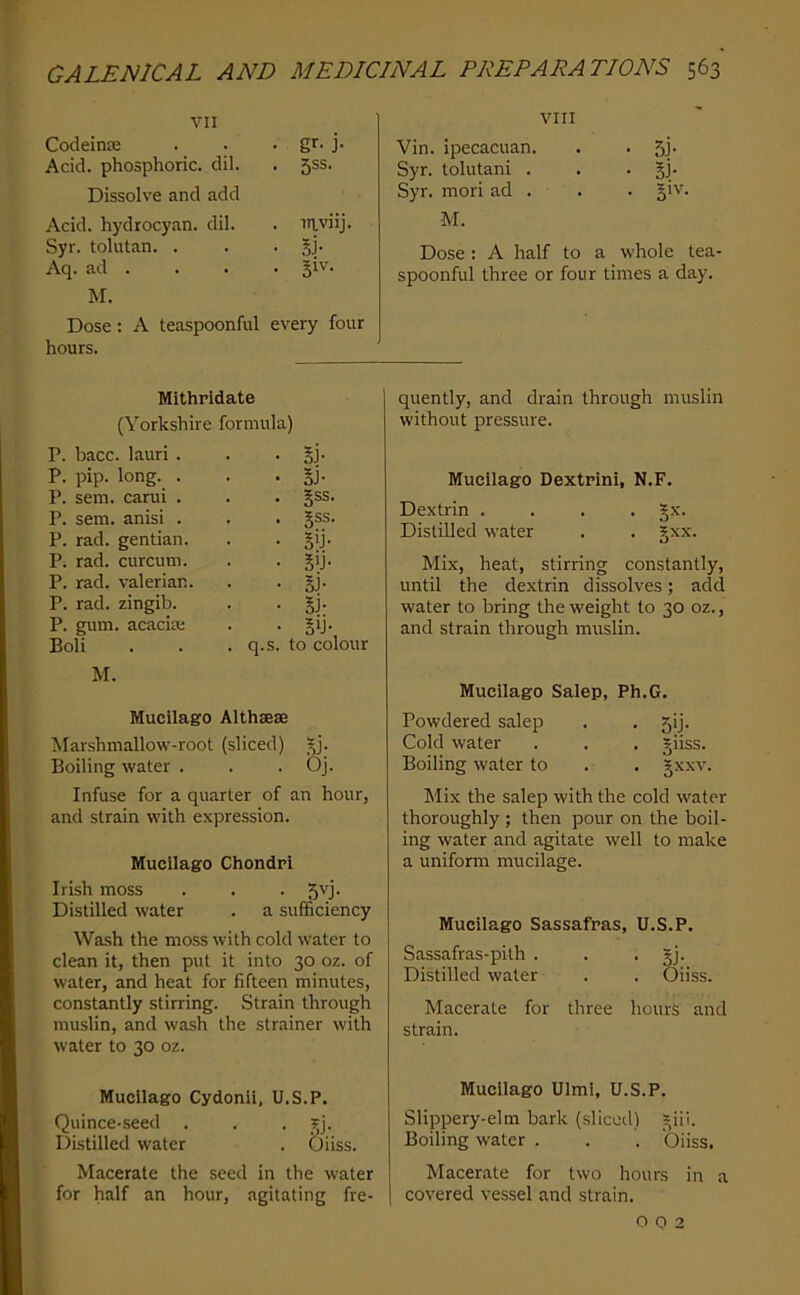 GALENICAL AND MEDICINAL PREPARATIONS 563
VII
Codeinæ . . . gr. j.
Acid. phosphoric. dil. . ʒss.
Dissolve and add
Acid. hydrocyan. dil. . ♏viij.
Syr. tolutan. . . . ℥j.
Aq. ad . . . . ℥iv.
M.
Dose : A teaspoonful every four
hours.
VIII
Vin. ipecacuan. . . ʒj.
Syr. tolutani . . . ℥j.
Syr. mori ad . . . ℥iv.
M.
Dose : A half to a whole tea-
spoonful three or four times a day.
Mithridate
(Yorkshire formula)
P. bacc. lauri . . . ℥j.
P. pip. long. . . . ℥j.
P. sem. carui . . . ℥ss.
P. sem. anisi . . . ℥ss.
P. rad. gentian. . . ℥ij.
P. rad. curcum. . . ℥ij.
P. rad. valerian. . . ℥j.
P. rad. zingib. . . ℥j.
P. gum. acaciæ . . ℥ij.
Boli . . . q.s. to colour
M.
Mucilago Althææ
Marshmallow-root (sliced) ℥j.
Boiling water . . . Oj.
Infuse for a quarter of an hour,
and strain with expression.
Mucilago Chondri
Irish moss . . . ʒvj.
Distilled water . a sufficiency
Wash the moss with cold water to
clean it, then put it into 30 oz. of
water, and heat for fifteen minutes,
constantly stirring. Strain through
muslin, and wash the strainer with
water to 30 oz.
Mucilago Cydonii, U.S.P.
Quince-seed . . . ℥j.
Distilled water . Oiiss.
Macerate the seed in the water
for half an hour, agitating fre-
quently, and drain through muslin
without pressure.
Mucilago Dextrini, N.F.
Dextrin . . . . ℥x.
Distilled water . . ℥xx.
Mix, heat, stirring constantly,
until the dextrin dissolves ; add
water to bring the weight to 30 oz.,
and strain through muslin.
Mucilago Salep, Ph.G.
Powdered salep . . ʒij.
Cold water . . . ℥iiss.
Boiling water to . . ℥xxv.
Mix the salep with the cold water
thoroughly ; then pour on the boil-
ing water and agitate well to make
a uniform mucilage.
Mucilago Sassafras, U.S.P.
Sassafras-pith . . . ℥j.
Distilled water . . Oiiss.
Macerate for three hours and
strain.
Mucilago Ulmi, U.S.P.
Slippery-elm bark (sliced) ℥iii.
Boiling water . . . Oiiss.
Macerate for two hours in a
covered vessel and strain.
O O 2